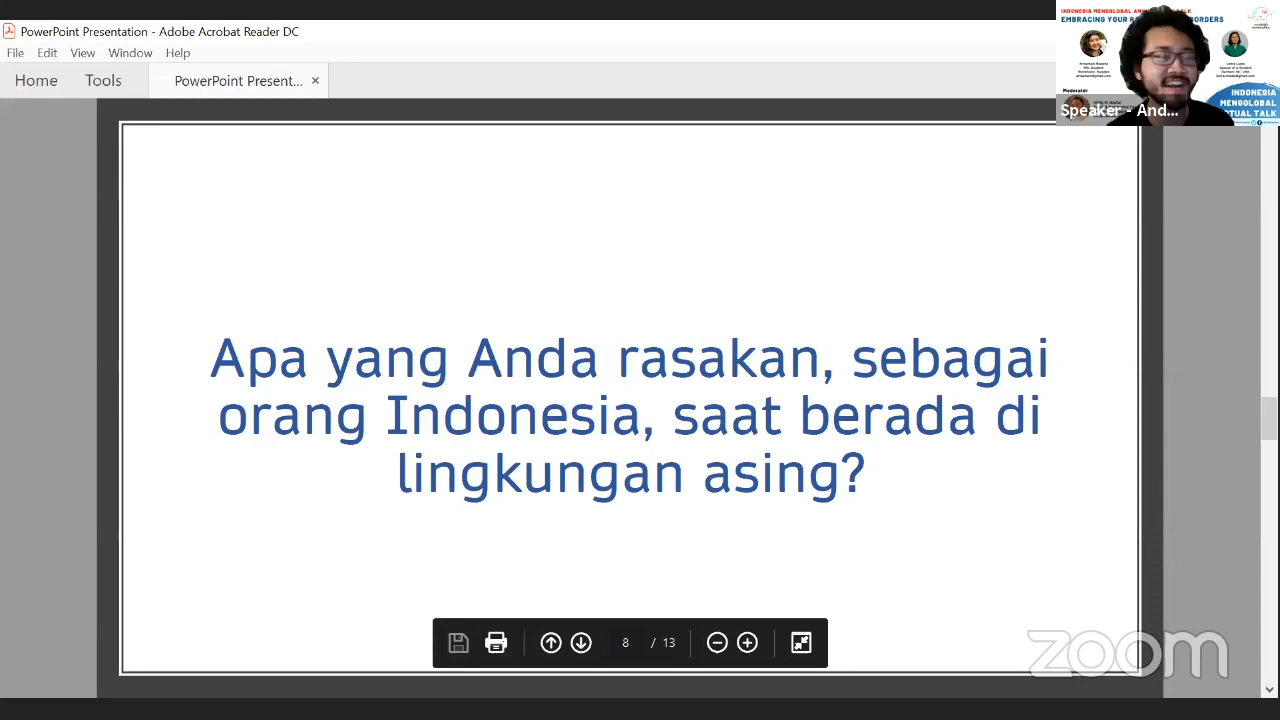 PowerPoint Presentation - Adobe Acrobat Reader DC
File Edit View Window Help
Home Tools PowerPoint Present... ×
INDONESIA MENGGLOBAL
EMBRACING YOUR
Moderator
INDONESIA
MENGGLOBAL
TUAL TALK
Speaker - And...
Apa yang Anda rasakan, sebagai
orang Indonesia, saat berada di
lingkungan asing?
8 / 13
zoom